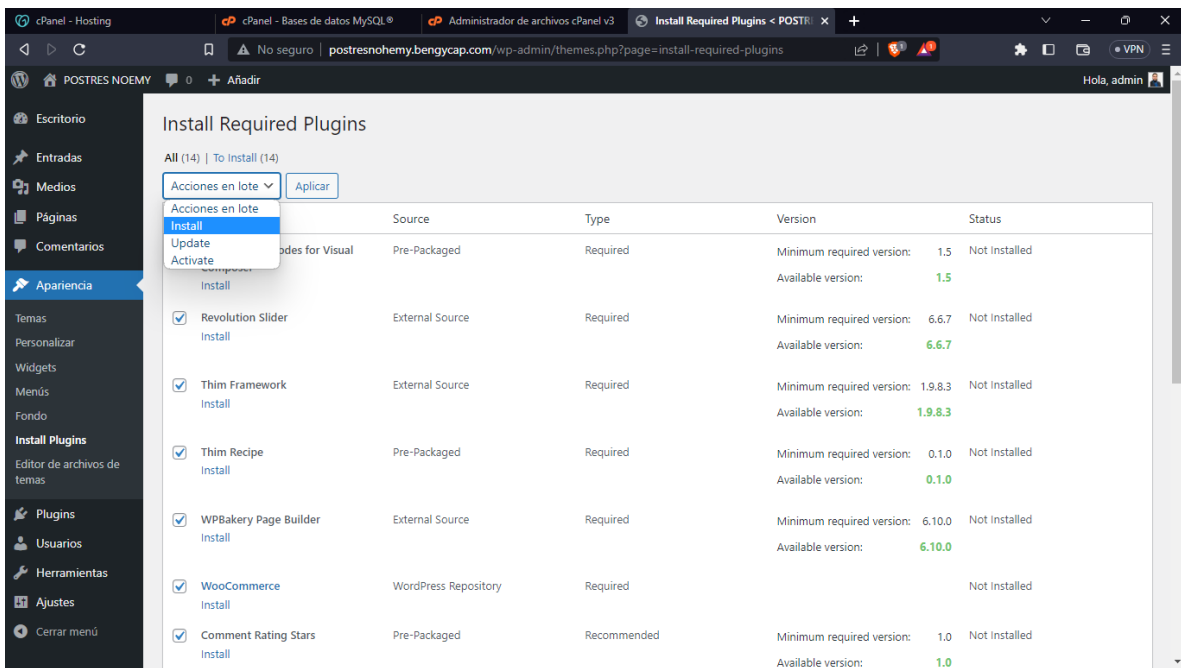 cPanel - Hosting
cPanel - Bases de datos MySQL®
Administrador de archivos cPanel v3
Install Required Plugins < POSTRE
No seguro | postresnohemy.bengycap.com/wp-admin/themes.php?page=install-required-plugins
VPN
POSTRES NOEMY 0 + Añadir
Hola, admin
Escritorio
Entradas
Medios
Páginas
Comentarios
Apariencia
Temas
Personalizar
Widgets
Menús
Fondo
Install Plugins
Editor de archivos de
temas
Plugins
Usuarios
Herramientas
Ajustes
Cerrar menú
Install Required Plugins
All (14) | To Install (14)
Acciones en lote Aplicar
Acciones en lote
Install
Update
Activate
Source Type Version Status
odes for Visual Pre-Packaged Required Minimum required version: 1.5 Not Installed
Composer
Available version: 1.5
Install
Revolution Slider External Source Required Minimum required version: 6.6.7 Not Installed
Install
Available version: 6.6.7
Thim Framework External Source Required Minimum required version: 1.9.8.3 Not Installed
Install
Available version: 1.9.8.3
Thim Recipe Pre-Packaged Required Minimum required version: 0.1.0 Not Installed
Install
Available version: 0.1.0
WPBakery Page Builder External Source Required Minimum required version: 6.10.0 Not Installed
Install
Available version: 6.10.0
WooCommerce WordPress Repository Required Not Installed
Install
Comment Rating Stars Pre-Packaged Recommended Minimum required version: 1.0 Not Installed
Install
Available version: 1.0